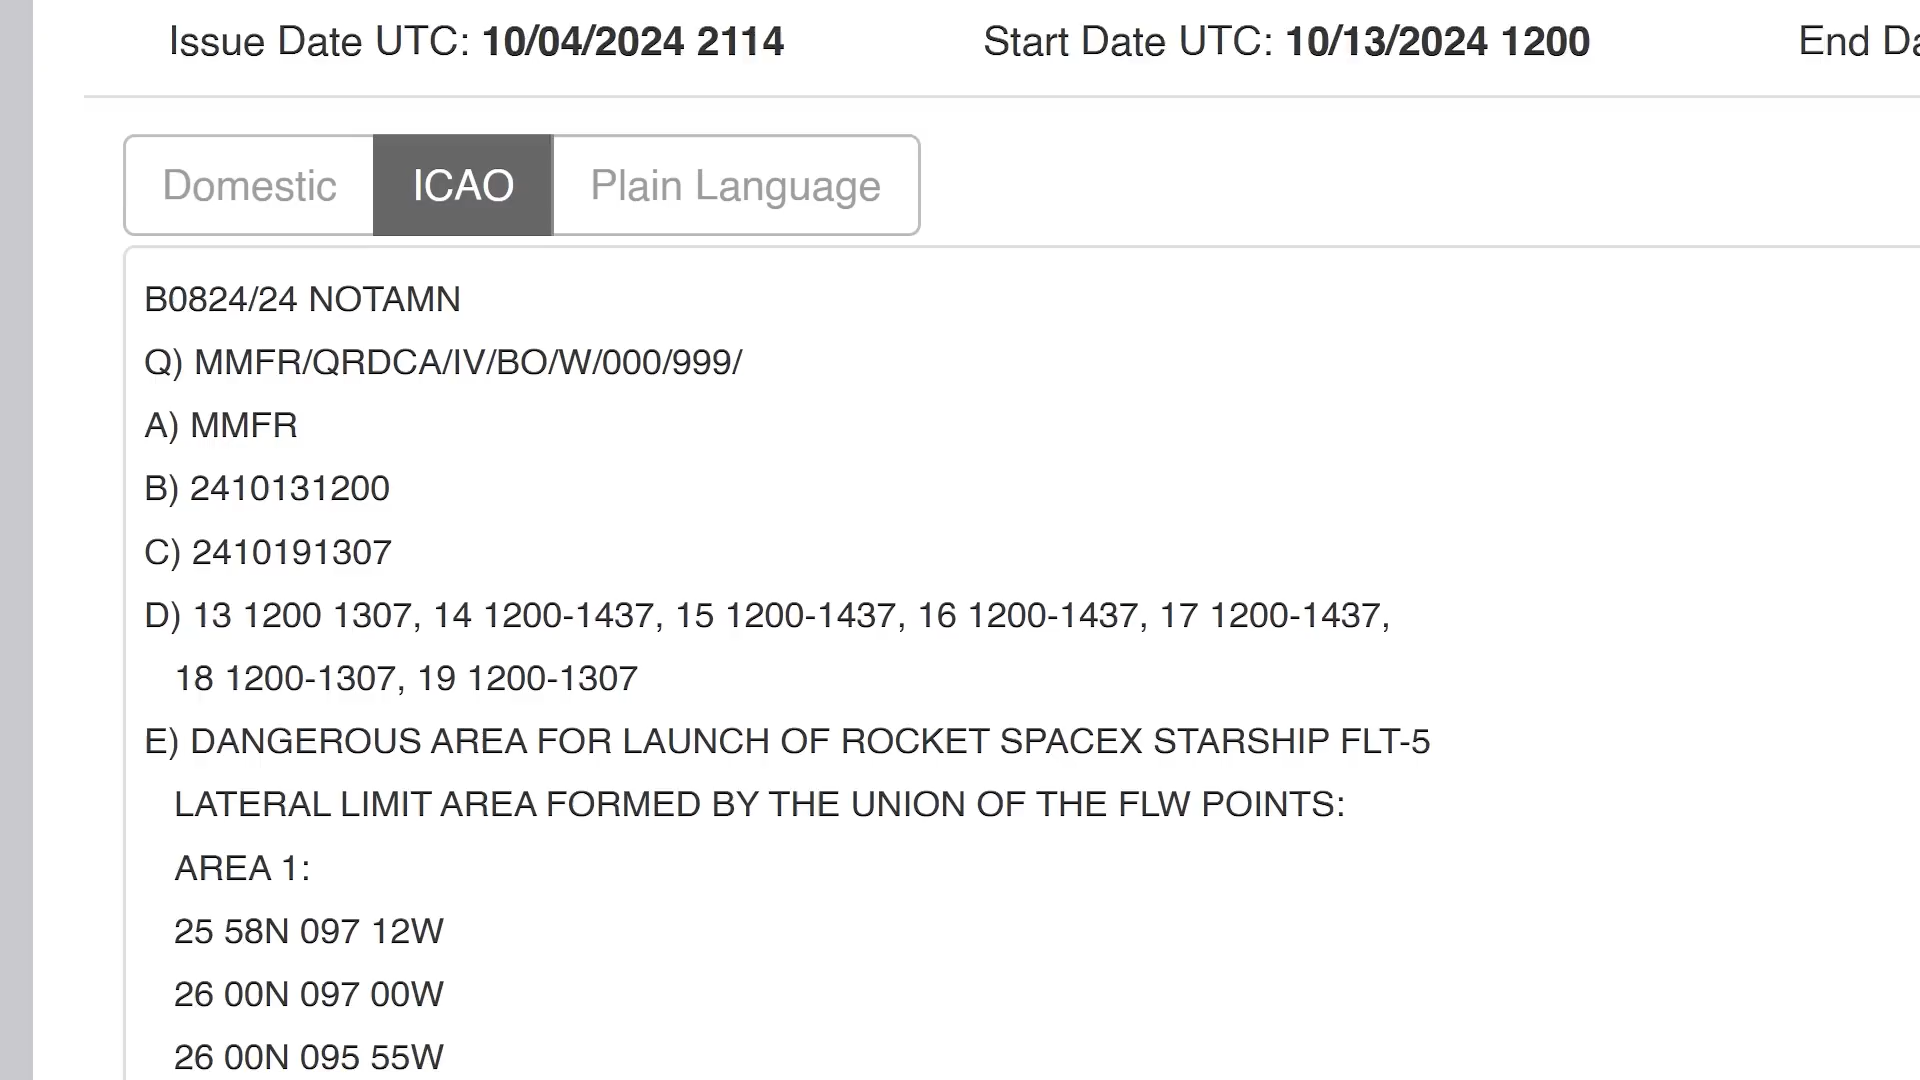 Issue Date UTC: 10/04/2024 2114 Start Date UTC: 10/13/2024 1200 End
Domestic ICAO Plain Language
B0824/24 NOTAMN
Q) MMFR/QRDCA/IV/BO/W/000/999/
A) MMFR
B) 2410131200
C) 2410191307
D) 13 1200 1307, 14 1200-1437, 15 1200-1437, 16 1200-1437, 17 1200-1437,
18 1200-1307, 19 1200-1307
E) DANGEROUS AREA FOR LAUNCH OF ROCKET SPACEX STARSHIP FLT-5
LATERAL LIMIT AREA FORMED BY THE UNION OF THE FLW POINTS:
AREA 1:
25 58N 097 12W
26 00N 097 00W
26 00N 095 55W